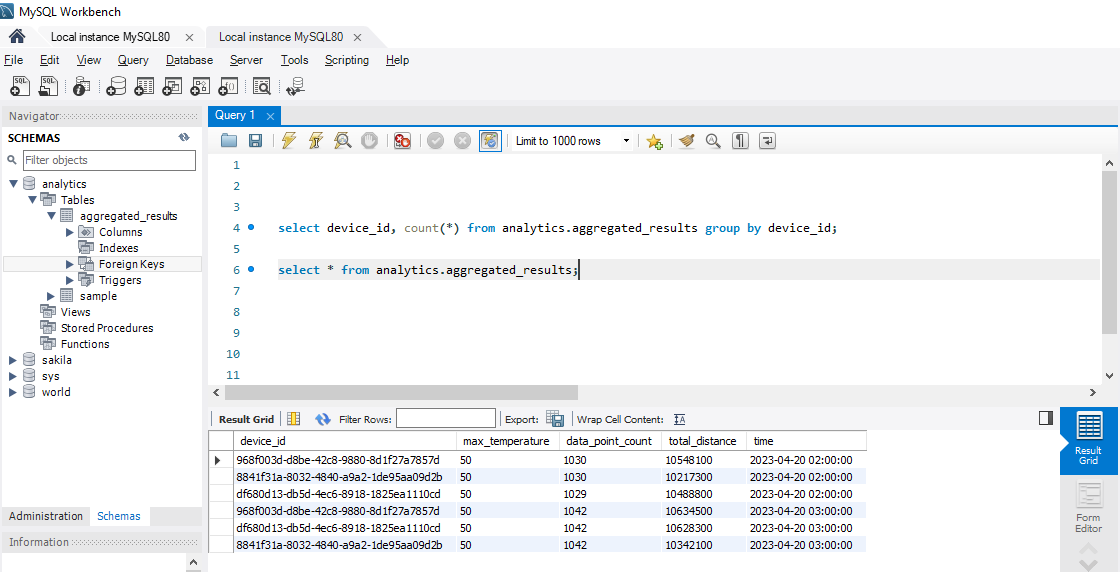 MySQL Workbench
Local instance MySQL80 Local instance MySQL80
File Edit View Query Database Server Tools Scripting Help
Navigator
SCHEMAS
Filter objects
analytics
Tables
aggregated_results
Columns
Indexes
Foreign Keys
Triggers
sample
Views
Stored Procedures
Functions
sakila
sys
world
Administration Schemas
Information
Query 1
Limit to 1000 rows
1
2
3
4 select device_id, count(*) from analytics.aggregated_results group by device_id;
5
6 select * from analytics.aggregated_results;
7
8
9
10
11
Result Grid Filter Rows: Export: Wrap Cell Content:
device_id max_temperature data_point_count total_distance time
968f003d-d8be-42c8-9880-8d1f27a7857d 50 1030 10548100 2023-04-20 02:00:00
8841f31a-8032-4840-a9a2-1de95aa09d2b 50 1030 10217300 2023-04-20 02:00:00
df680d13-db5d-4ec6-8918-1825ea1110cd 50 1029 10488800 2023-04-20 02:00:00
968f003d-d8be-42c8-9880-8d1f27a7857d 50 1042 10634500 2023-04-20 03:00:00
df680d13-db5d-4ec6-8918-1825ea1110cd 50 1042 10628300 2023-04-20 03:00:00
8841f31a-8032-4840-a9a2-1de95aa09d2b 50 1042 10342100 2023-04-20 03:00:00
Result
Grid
Form
Editor